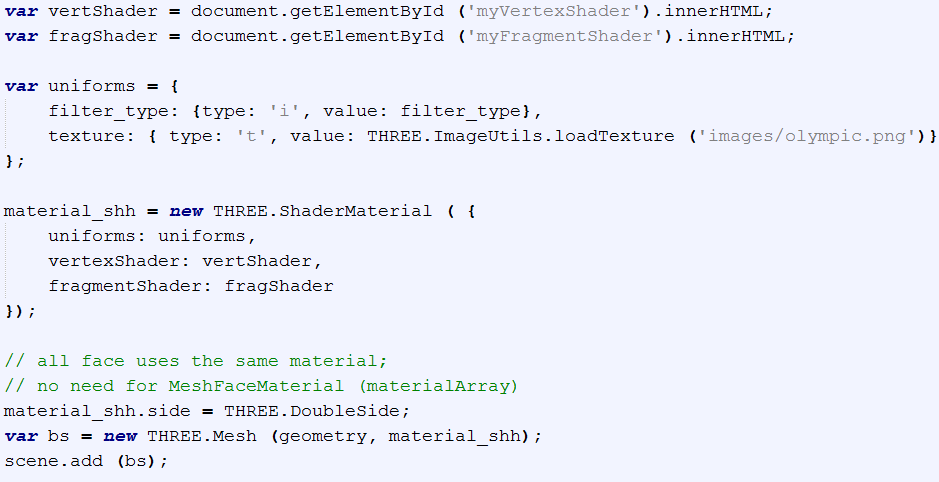 var vertShader = document.getElementById ('myVertexShader').innerHTML;
var fragShader = document.getElementById ('myFragmentShader').innerHTML;

var uniforms = {
    filter_type: {type: 'i', value: filter_type},
    texture: { type: 't', value: THREE.ImageUtils.loadTexture ('images/olympic.png')}
};

material_shh = new THREE.ShaderMaterial ( {
    uniforms: uniforms,
    vertexShader: vertShader,
    fragmentShader: fragShader
});

// all face uses the same material;
// no need for MeshFaceMaterial (materialArray)
material_shh.side = THREE.DoubleSide;
var bs = new THREE.Mesh (geometry, material_shh);
scene.add (bs);